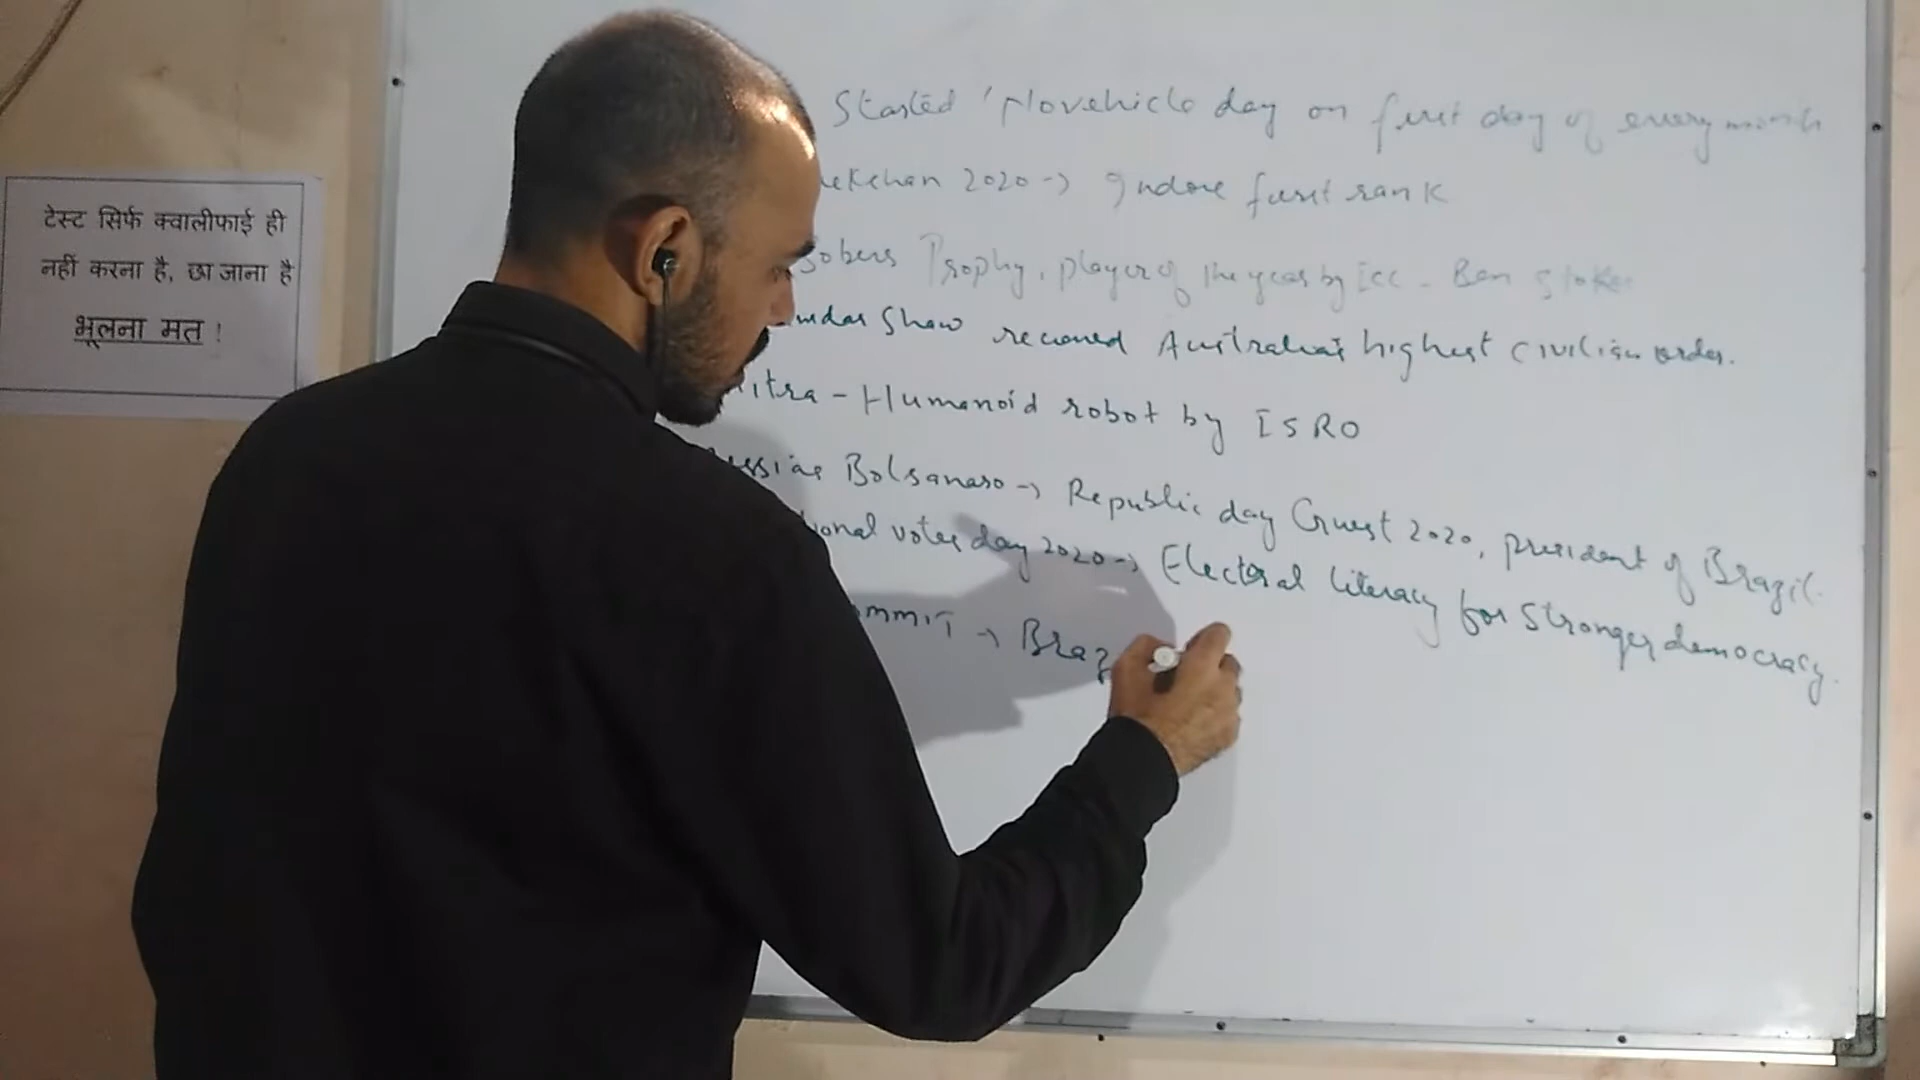 टेस्ट सिर्फ क्वालीफाई ही
नहीं करना है, छा जाना है
भूलना मत !
Started 'Novehicle day on first day of every month
2020 -> Indore first rank
Sobers Trophy, player of the year by ICC - Ben Stokes
Shaw received Australia's highest civilian order.
- Humanoid robot by ISRO
Bolsanaro -> Republic day Guest 2020, president of Brazil.
voter day 2020 -> Electoral literacy for stronger democracy.
-> Braz